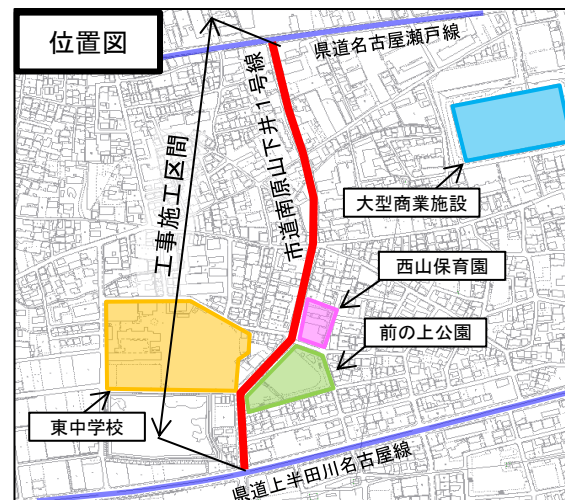 位置図
県道名古屋瀬戸線
市道南原山下井1号線
工事施工区間
大型商業施設
西山保育園
前の上公園
東中学校
県道上半田川名古屋線